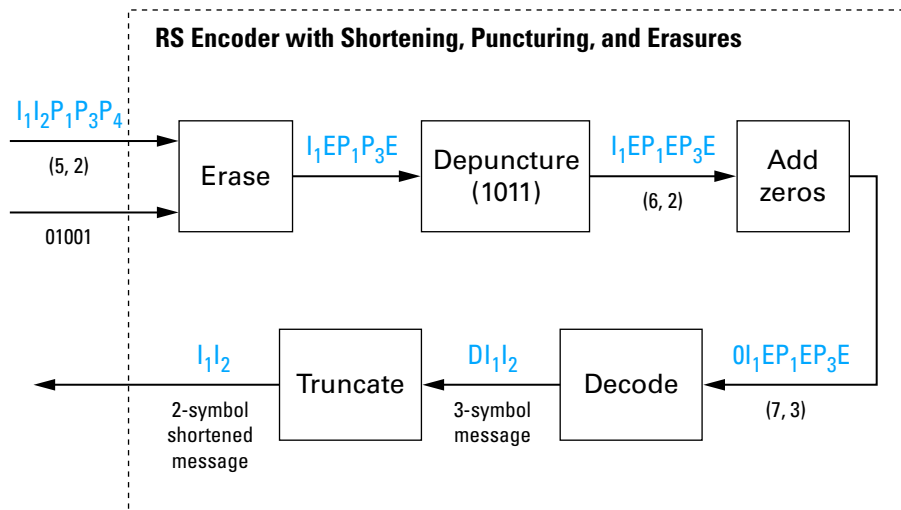 RS Encoder with Shortening, Puncturing, and Erasures
I₁I₂P₁P₃P₄
(5, 2)
01001
Erase
I₁EP₁P₃E
Depuncture
(1011)
I₁EP₁EP₃E
(6, 2)
Add
zeros
I₁I₂
2-symbol
shortened
message
Truncate
DI₁I₂
3-symbol
message
Decode
0I₁EP₁EP₃E
(7, 3)